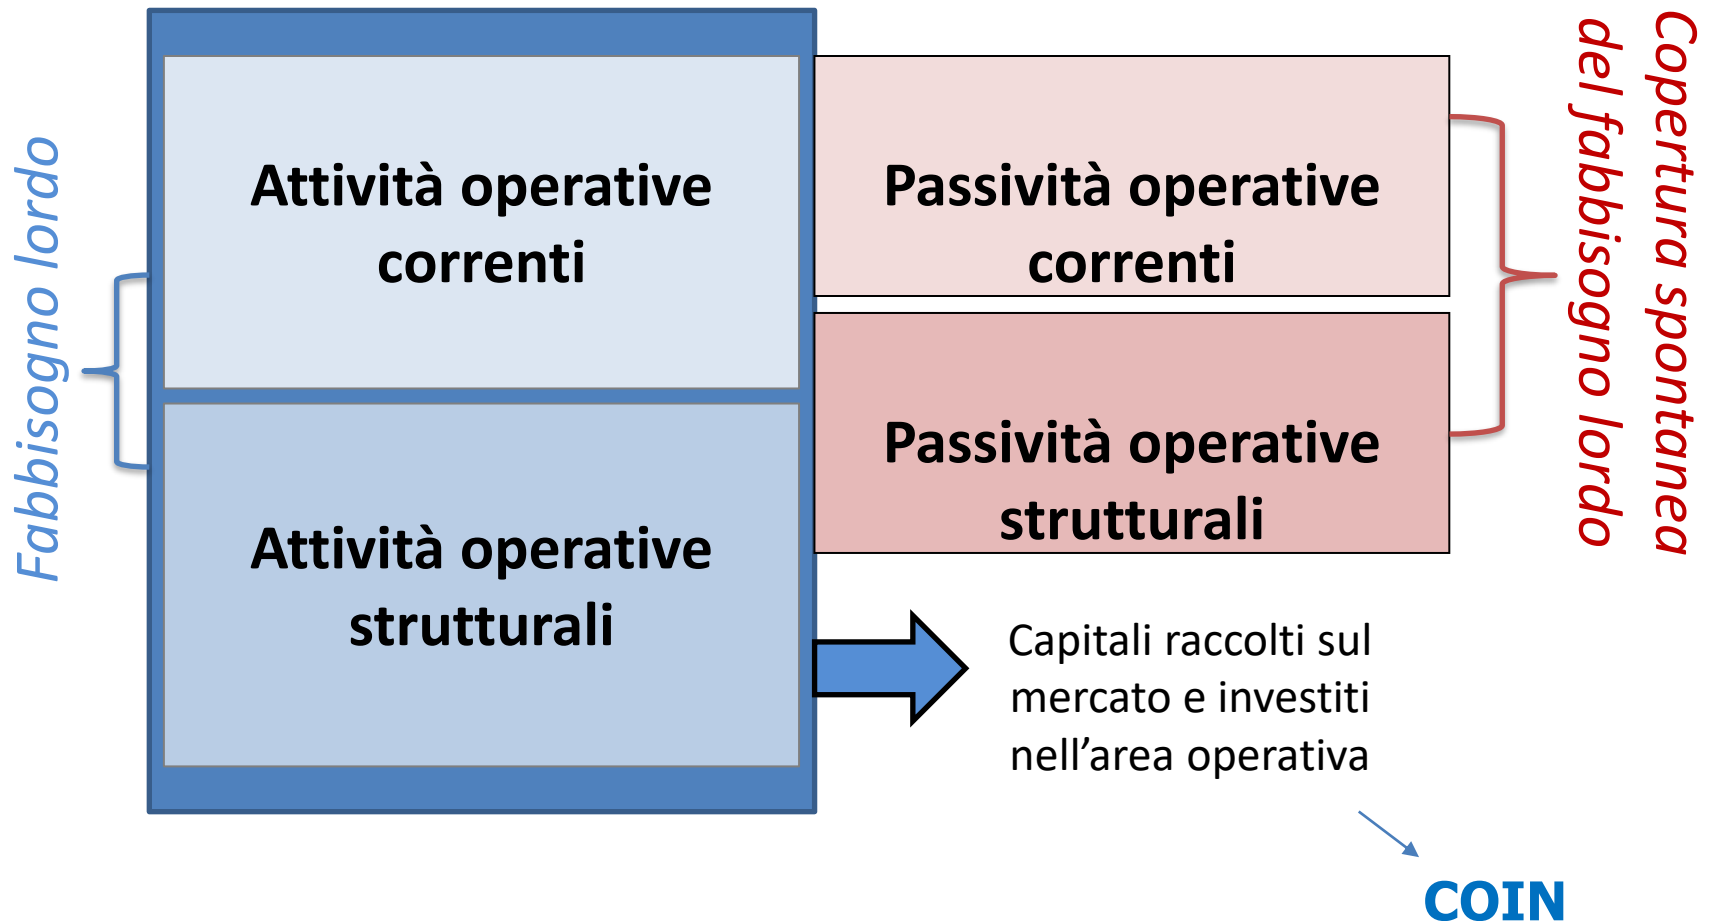 Fabbisogno lordo
Attività operative
correnti
Attività operative
strutturali
Passività operative
correnti
Passività operative
strutturali
Copertura spontanea
del fabbisogno lordo
Capitali raccolti sul
mercato e investiti
nell’area operativa
COIN